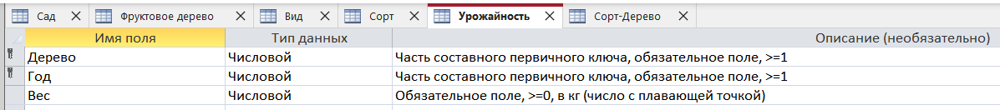 Сад Фруктовое дерево Вид Сорт Урожайность Сорт-Дерево
Имя поля Тип данных Описание (необязательно)
Дерево Числовой Часть составного первичного ключа, обязательное поле, >=1
Год Числовой Часть составного первичного ключа, обязательное поле, >=1
Вес Числовой Обязательное поле, >=0, в кг (число с плавающей точкой)